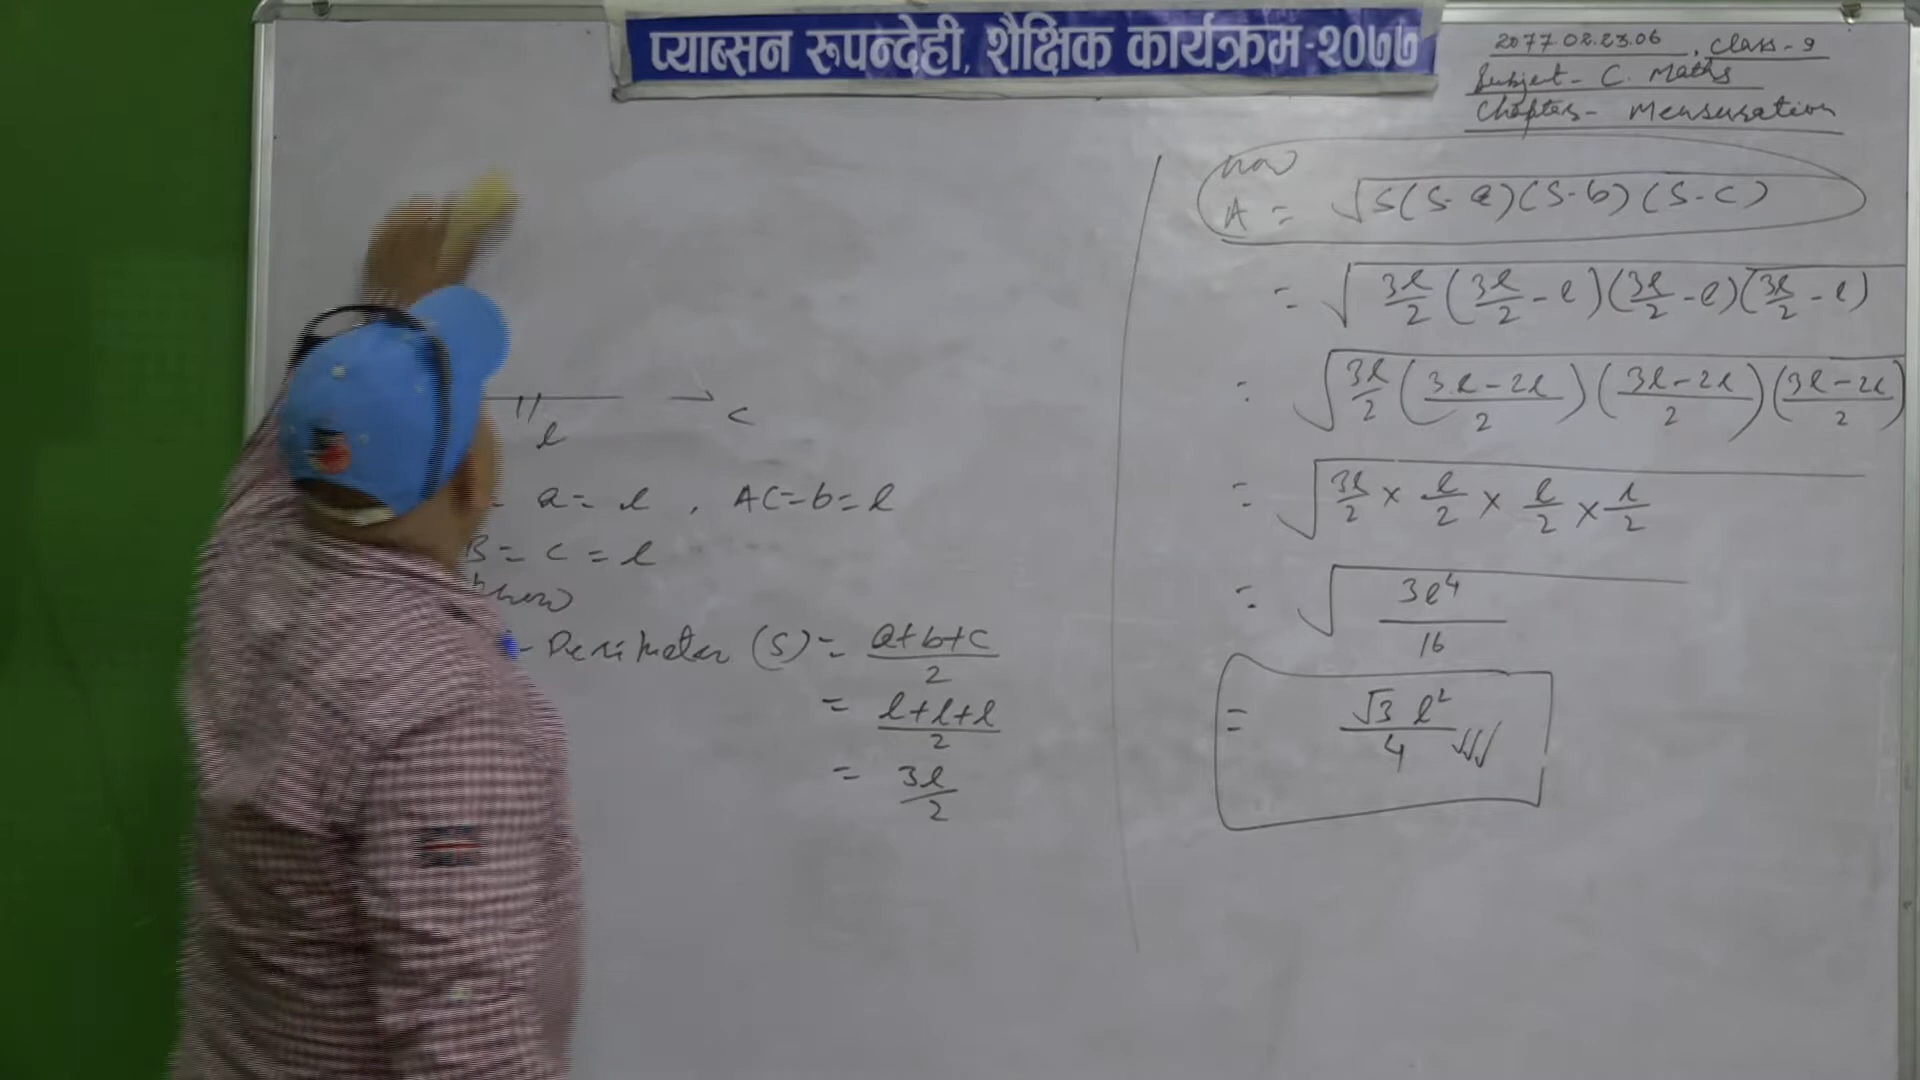 प्याब्सन रूपन्देही, शैक्षिक कार्यक्रम-२०७७
2077.02.23.06, Class - 9
Subject - C. Maths
Chapter - Mensuration
C
l
a = l, AC = b = l
B = c = l
Perimeter (S) = a+b+c/2
= l+l+l/2
= 3l/2
now
A = √S(S-a)(S-b)(S-c)
= √3l/2(3l/2-l)(3l/2-l)(3l/2-l)
= √3l/2(3l-2l/2)(3l-2l/2)(3l-2l/2)
= √3l/2 × l/2 × l/2 × l/2
= √3l⁴/16
= √3 l²/4